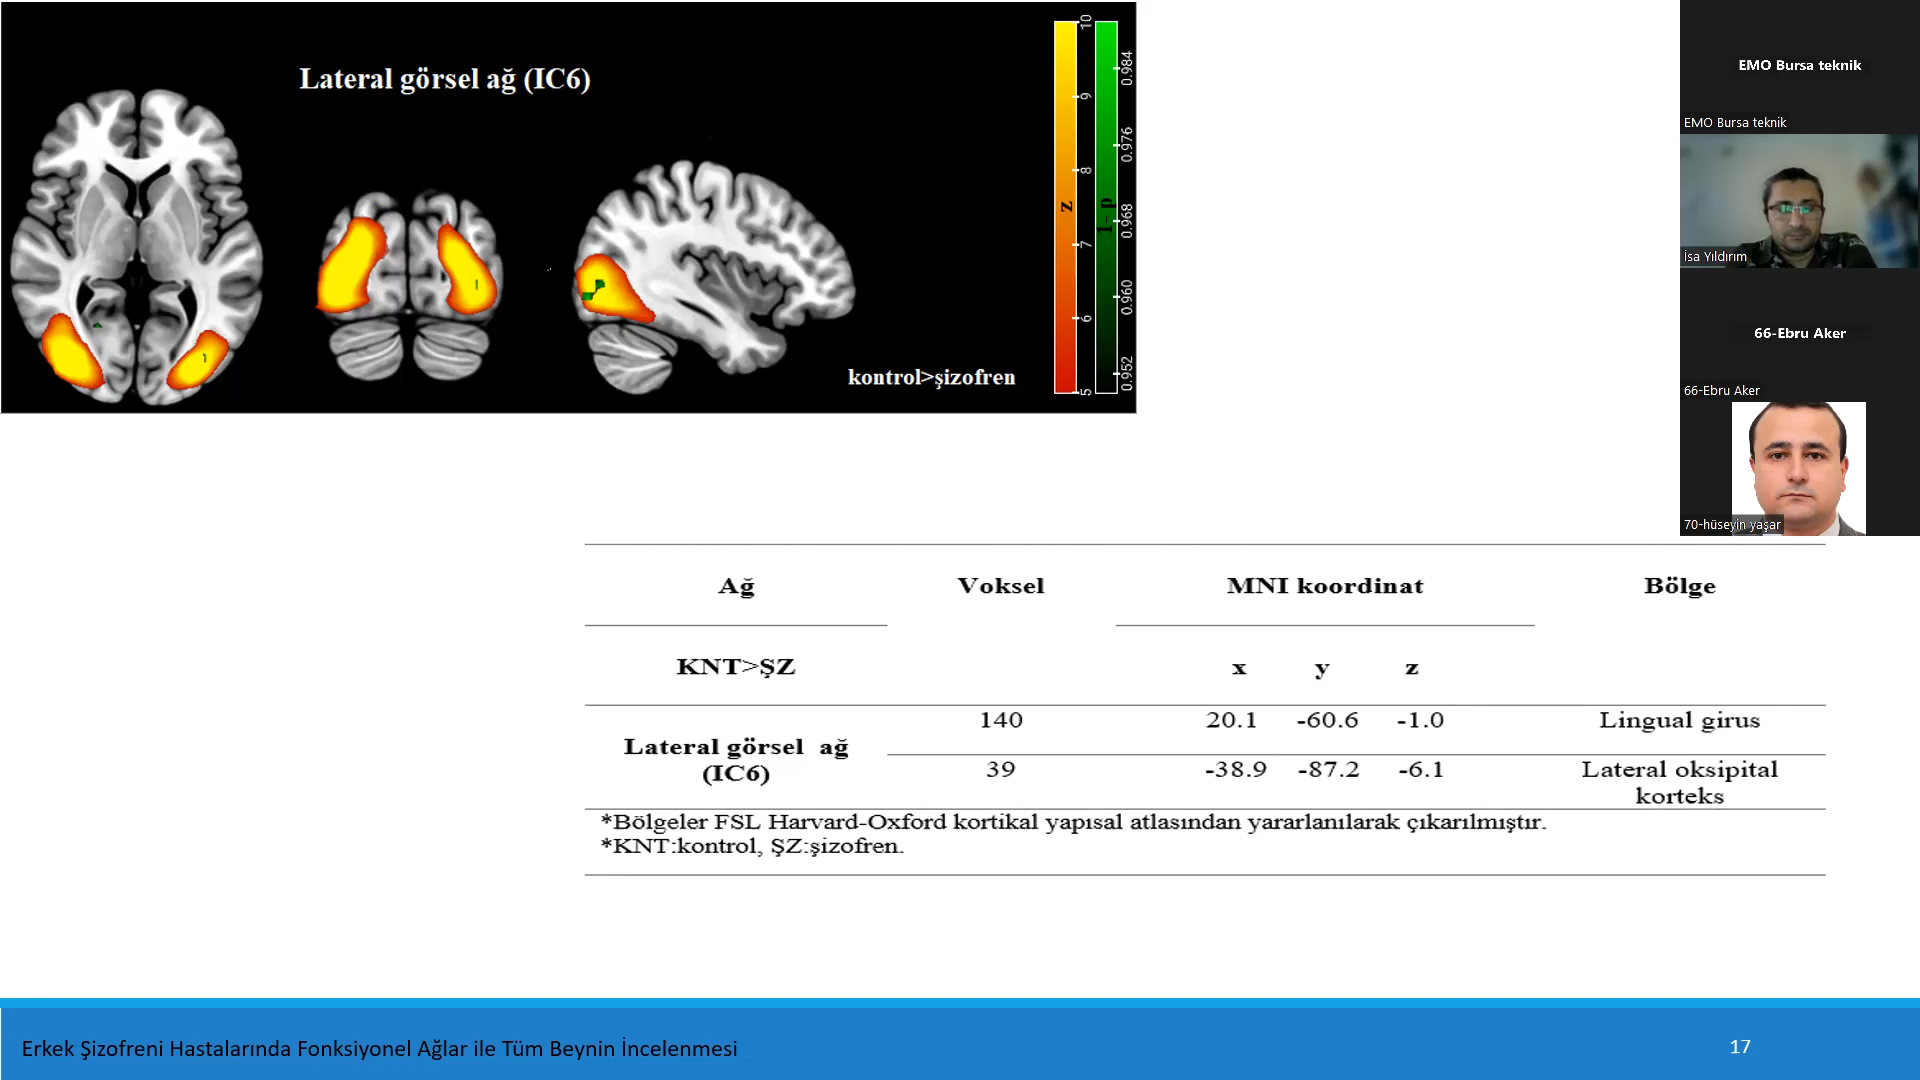 Lateral görsel ağ (IC6)
kontrol>şizofren
z
5 6 7 8 9 10
1- p
0.952 0.960 0.968 0.976 0.984
EMO Bursa teknik
EMO Bursa teknik
İsa Yıldırım
66-Ebru Aker
66-Ebru Aker
70-hüseyin yaşar
Ağ Voksel MNI koordinat Bölge
KNT>ŞZ x y z
Lateral görsel ağ
(IC6)
140 20.1 -60.6 -1.0 Lingual girus
39 -38.9 -87.2 -6.1 Lateral oksipital
korteks
*Bölgeler FSL Harvard-Oxford kortikal yapısal atlasından yararlanılarak çıkarılmıştır.
*KNT:kontrol, ŞZ:şizofren.
Erkek Şizofreni Hastalarında Fonksiyonel Ağlar ile Tüm Beynin İncelenmesi
17